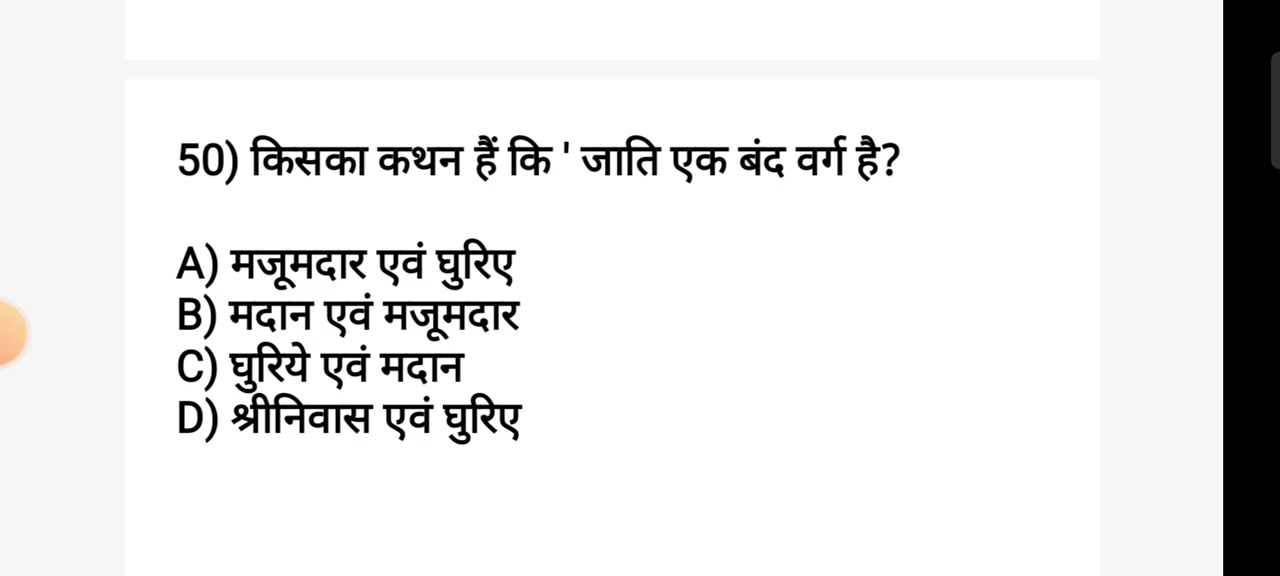 50) किसका कथन हैं कि ' जाति एक बंद वर्ग है?
A) मजूमदार एवं घुरिए
B) मदान एवं मजूमदार
C) घुरिये एवं मदान
D) श्रीनिवास एवं घुरिए